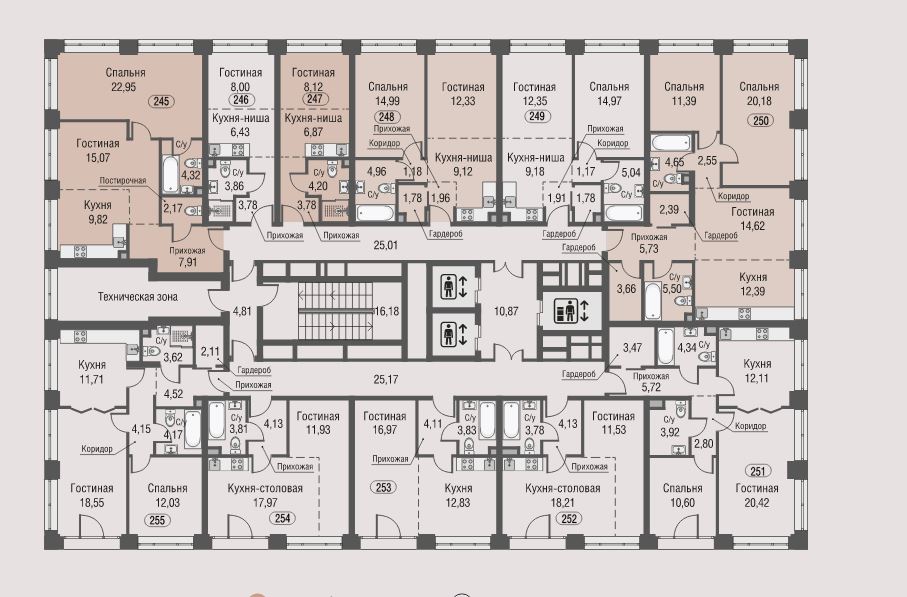 Спальня
22,95
245
Гостиная
8.00
246
Кухня-ниша
6,43
Гостиная
8,12
247
Кухня-ниша
6,87
Спальня
14,99
248
Прихожая
Коридор
Гостиная
12,33
Кухня-ниша
9,12
Гостиная
12,35
249
Кухня-ниша
9,18
Спальня
14,97
Прихожая
Коридор
Спальня
11,39
Спальня
20,18
250
Гостиная
15,07
Постирочная
С/у
4,32
2,17
Кухня
9,82
Прихожая
7,91
С/у
3,86
3,78
Прихожая
С/у
4,20
3,78
Прихожая
4,96
С/у
1,18
1,78
1,96
Гардероб
1,17
5,04
С/у
1,91
1,78
Гардероб
4,65
С/у
2,55
Коридор
2,39
Гардероб
Гостиная
14,62
Гардероб
Прихожая
5,73
3,66
С/у
5,50
Кухня
12,39
25,01
Техническая зона
4,81
16,18
10,87
Кухня
11,71
С/у
3,62
2,11
Гардероб
Прихожая
4,52
25,17
Гардероб
3,47
Прихожая
5,72
4,34
С/у
Кухня
12,11
4,15
Коридор
С/у
4,17
Гостиная
18,55
Спальня
12,03
255
С/у
3,81
4,13
Прихожая
Гостиная
11,93
Кухня-столовая
17,97
254
Гостиная
16,97
4,11
С/у
3,83
Прихожая
253
Кухня
12,83
С/у
3,78
4,13
Прихожая
Гостиная
11,53
Кухня-столовая
18,21
252
С/у
3,92
2,80
Коридор
Спальня
10,60
251
Гостиная
20,42